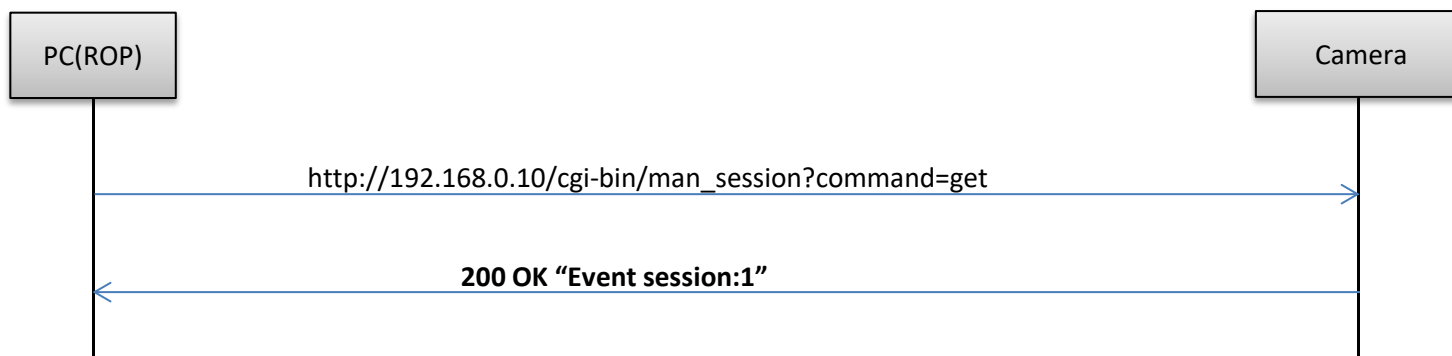 PC(ROP)
Camera
http://192.168.0.10/cgi-bin/man_session?command=get
200 OK “Event session:1”